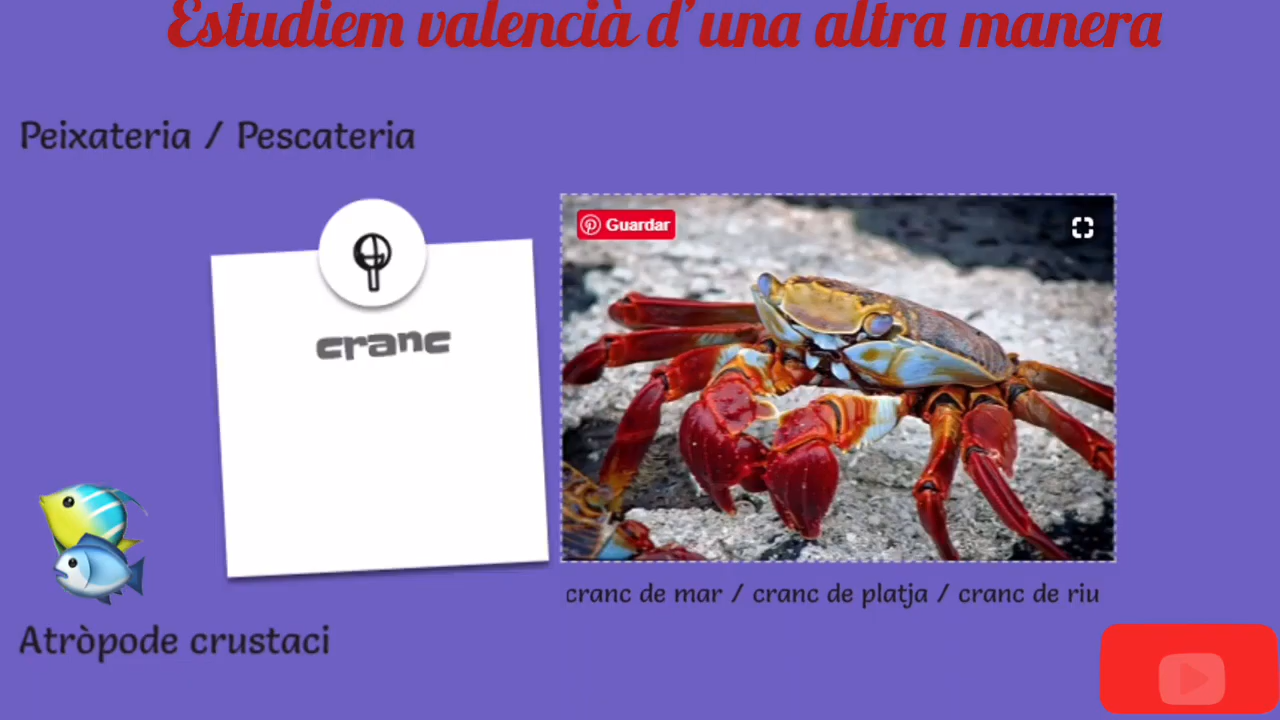 Estudiem valencià d'una altra manera
Peixateria / Pescateria
Guardar
cranc
cranc de mar / cranc de platja / cranc de riu
Atròpode crustaci